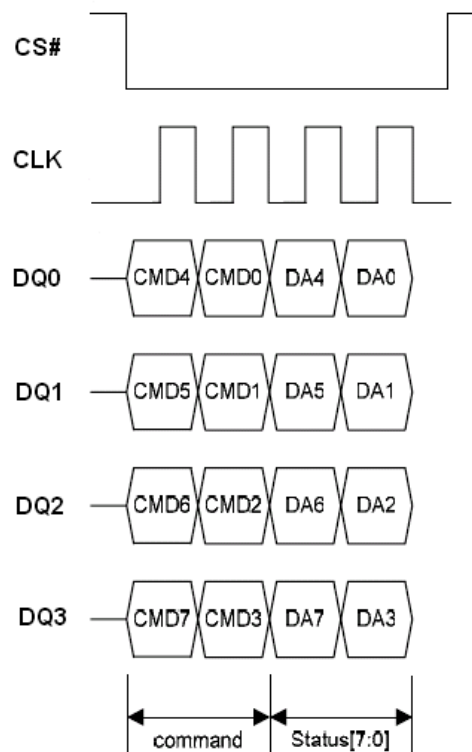 CS#
CLK
DQ0 CMD4 CMD0 DA4 DA0
DQ1 CMD5 CMD1 DA5 DA1
DQ2 CMD6 CMD2 DA6 DA2
DQ3 CMD7 CMD3 DA7 DA3
command Status[7:0]